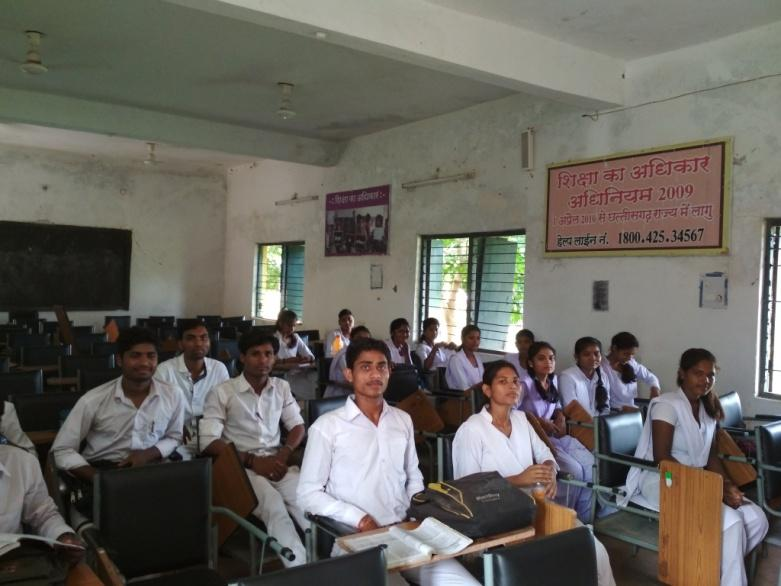 -: शिक्षा का अधिकार :-
शिक्षा का अधिकार
अधिनियम 2009
1 अप्रैल 2010 से छत्तीसगढ़ राज्य में लागु
हेल्प लाईन नं. 1800.425.34567